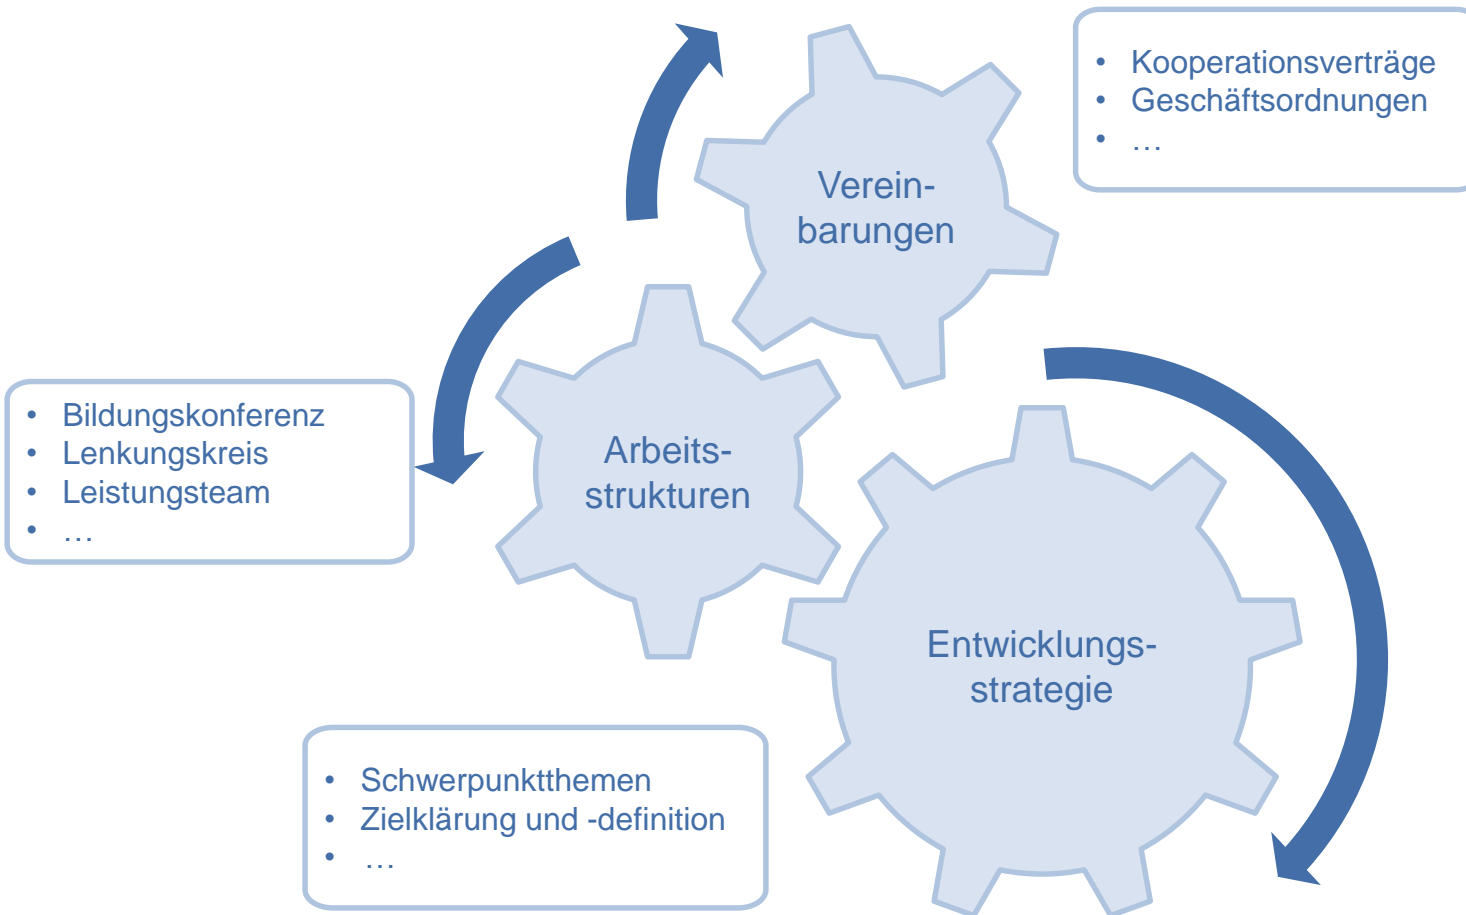 • Kooperationsverträge
• Geschäftsordnungen
• …
Verein-
barungen
• Bildungskonferenz
• Lenkungskreis
• Leistungsteam
• …
Arbeits-
strukturen
Entwicklungs-
strategie
• Schwerpunktthemen
• Zielklärung und -definition
• …